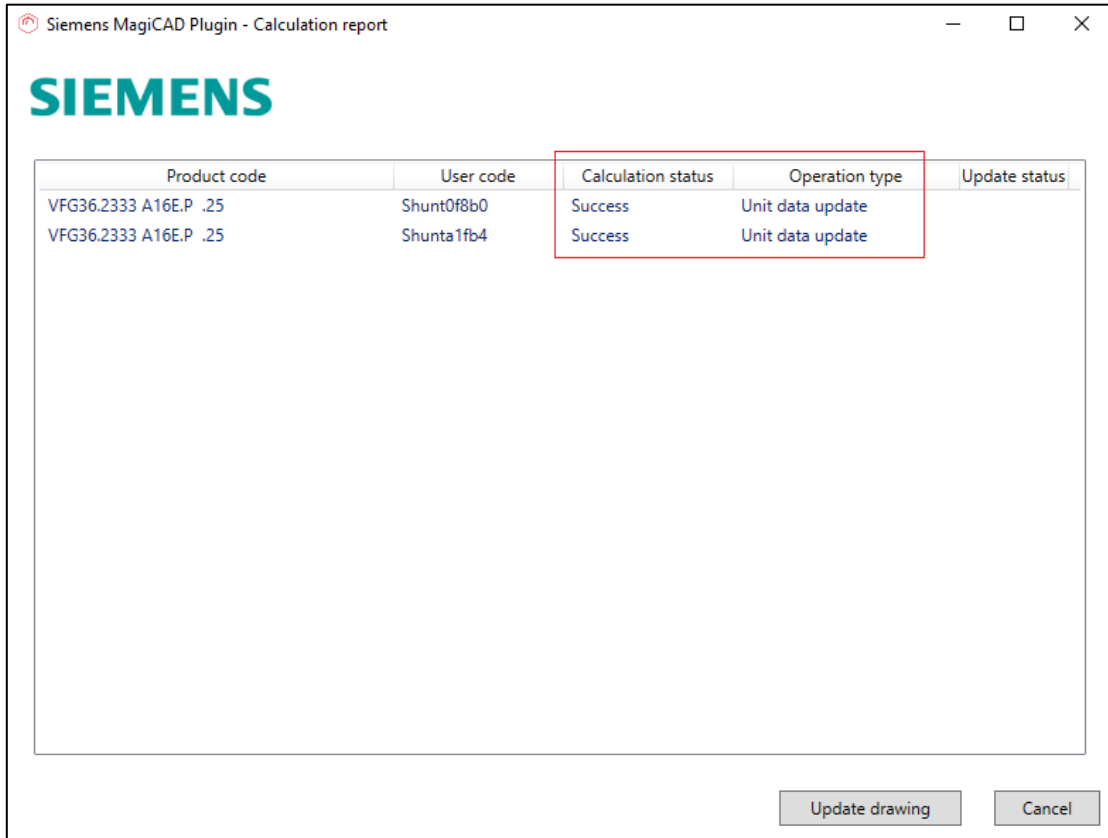 Siemens MagiCAD Plugin - Calculation report
SIEMENS
Product code User code Calculation status Operation type Update status
VFG36.2333 A16E.P .25 Shunt0f8b0 Success Unit data update
VFG36.2333 A16E.P .25 Shunta1fb4 Success Unit data update
Update drawing Cancel